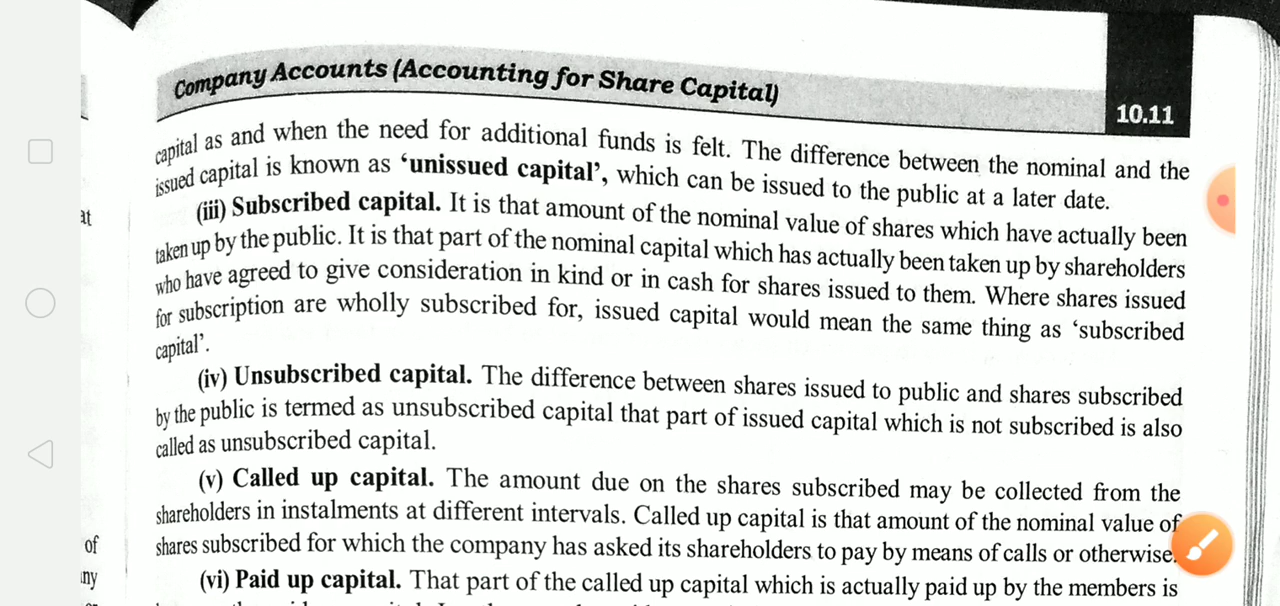 Company Accounts (Accounting for Share Capital)
10.11
capital as and when the need for additional funds is felt. The difference between the nominal and the
issued capital is known as ‘unissued capital’, which can be issued to the public at a later date.
(iii) Subscribed capital. It is that amount of the nominal value of shares which have actually been
taken up by the public. It is that part of the nominal capital which has actually been taken up by shareholders
who have agreed to give consideration in kind or in cash for shares issued to them. Where shares issued
for subscription are wholly subscribed for, issued capital would mean the same thing as ‘subscribed
capital’.
(iv) Unsubscribed capital. The difference between shares issued to public and shares subscribed
by the public is termed as unsubscribed capital that part of issued capital which is not subscribed is also
called as unsubscribed capital.
(v) Called up capital. The amount due on the shares subscribed may be collected from the
shareholders in instalments at different intervals. Called up capital is that amount of the nominal value of
shares subscribed for which the company has asked its shareholders to pay by means of calls or otherwise.
(vi) Paid up capital. That part of the called up capital which is actually paid up by the members is
at
of
ny